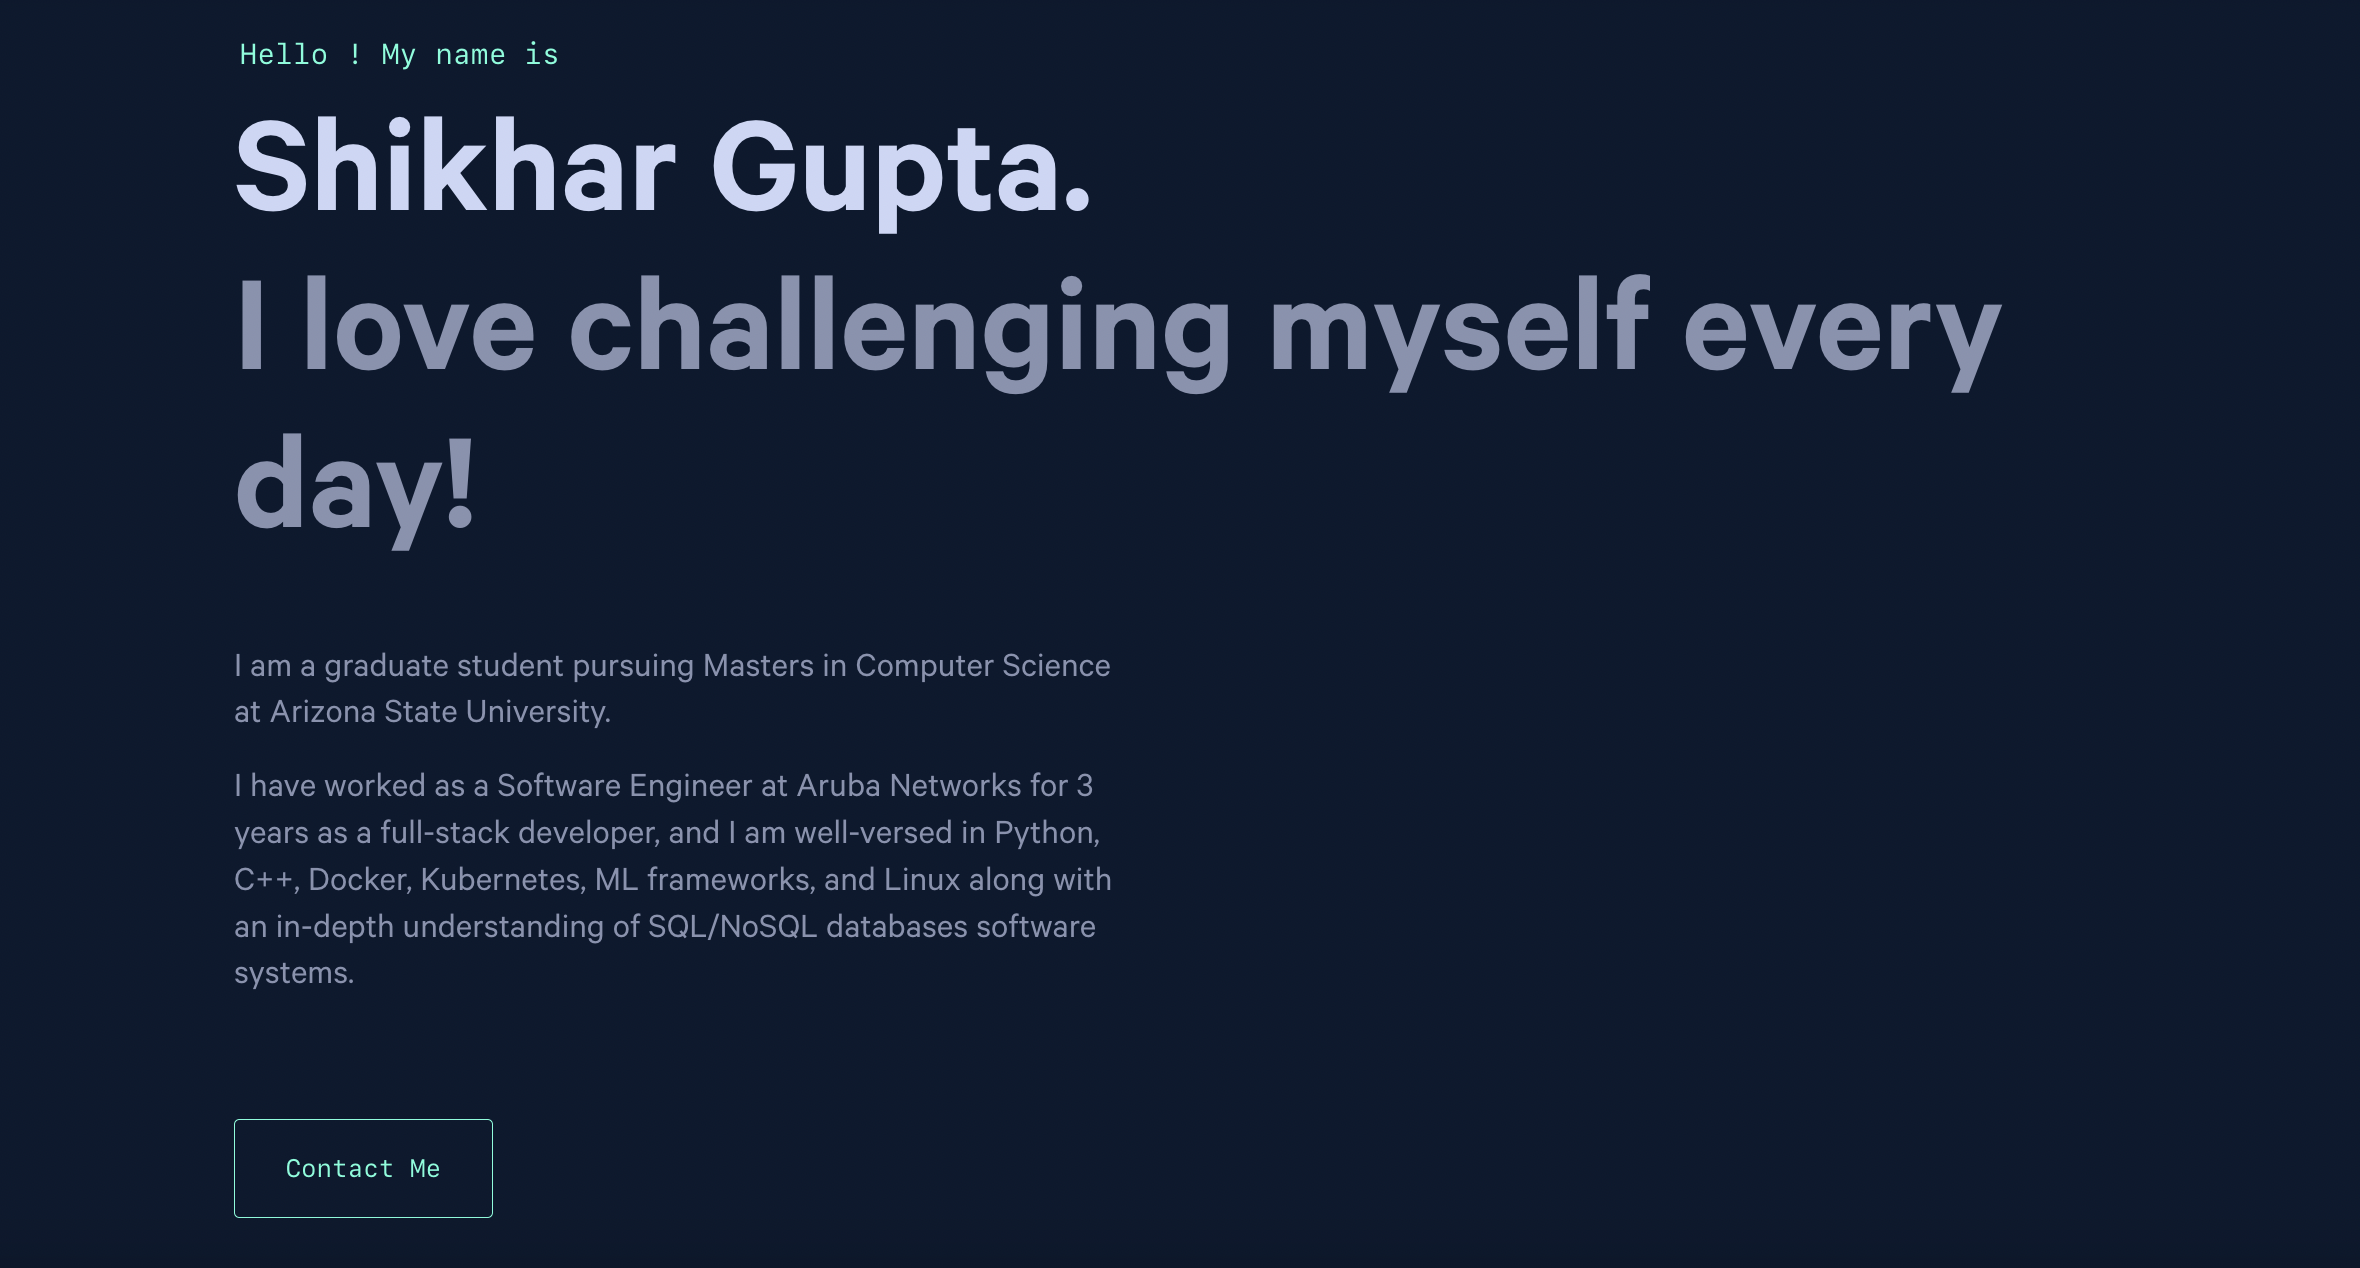 Hello ! My name is
Shikhar Gupta.
I love challenging myself every
day!
I am a graduate student pursuing Masters in Computer Science
at Arizona State University.
I have worked as a Software Engineer at Aruba Networks for 3
years as a full-stack developer, and I am well-versed in Python,
C++, Docker, Kubernetes, ML frameworks, and Linux along with
an in-depth understanding of SQL/NoSQL databases software
systems.
Contact Me